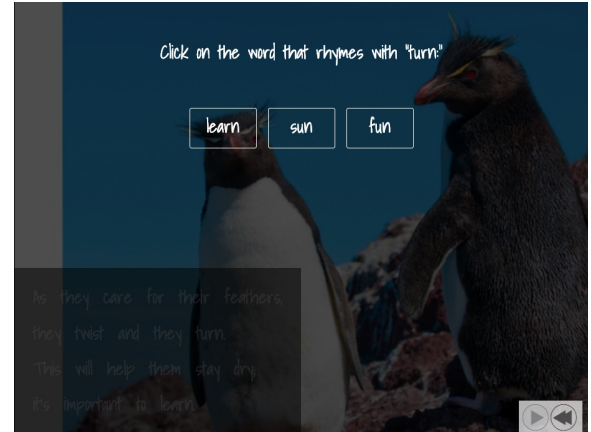 Click on the word that rhymes with "turn:"
learn
sun
fun
As they care for their feathers,
they twist and they turn.
This will help them stay dry;
it's important to learn.